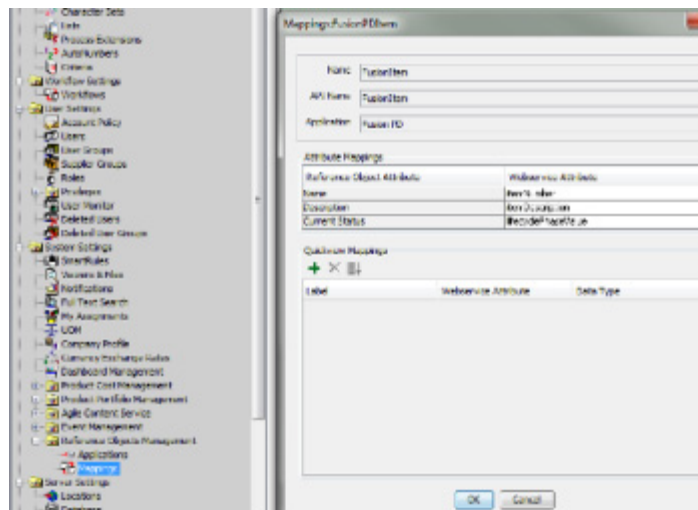 Character Sets
Lists
Process Extensions
AutoNumbers
Criteria
Workflow Settings
Workflows
User Settings
Account Policy
Users
User Groups
Supplier Groups
Roles
Privileges
User Monitor
Deleted Users
Deleted User Groups
System Settings
SmartRules
Viewers & Files
Notifications
Full Text Search
My Assignments
UOM
Company Profile
Currency Exchange Rates
Dashboard Management
Product Cost Management
Product Portfolio Management
Agile Content Service
Event Management
Reference Objects Management
Applications
Mappings
Server Settings
Locations
Database
Mappings:FusionPDItem
Name FusionItem
API Name FusionItem
Application Fusion PD
Attribute Mappings
Reference Object Attribute Webservice Attribute
Name ItemNumber
Description ItemDescription
Current Status lifecyclePhaseValue
Quickview Mappings
Label Webservice Attribute Data Type
OK Cancel